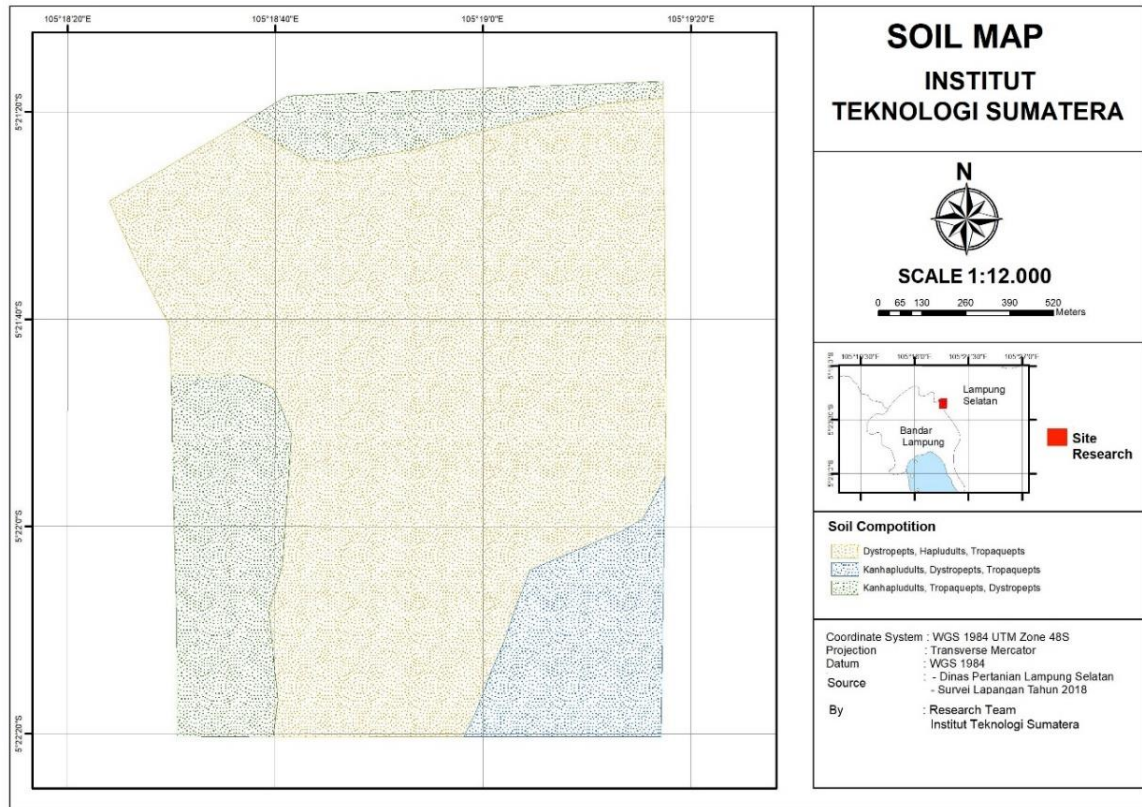 105°18'20"E 105°18'40"E 105°19'0"E 105°19'20"E
5°21'20"S
5°21'40"S
5°22'0"S
5°22'20"S
SOIL MAP
INSTITUT
TEKNOLOGI SUMATERA
N
SCALE 1:12.000
0 65 130 260 390 520
Meters
Lampung
Selatan
Bandar
Lampung
Site
Research
Soil Compotition
Dystropepts, Hapludults, Tropaquepts
Kanhapludults, Dystropepts, Tropaquepts
Kanhapludults, Tropaquepts, Dystropepts
Coordinate System : WGS 1984 UTM Zone 48S
Projection : Transverse Mercator
Datum : WGS 1984
Source : - Dinas Pertanian Lampung Selatan
- Survei Lapangan Tahun 2018
By : Research Team
Institut Teknologi Sumatera